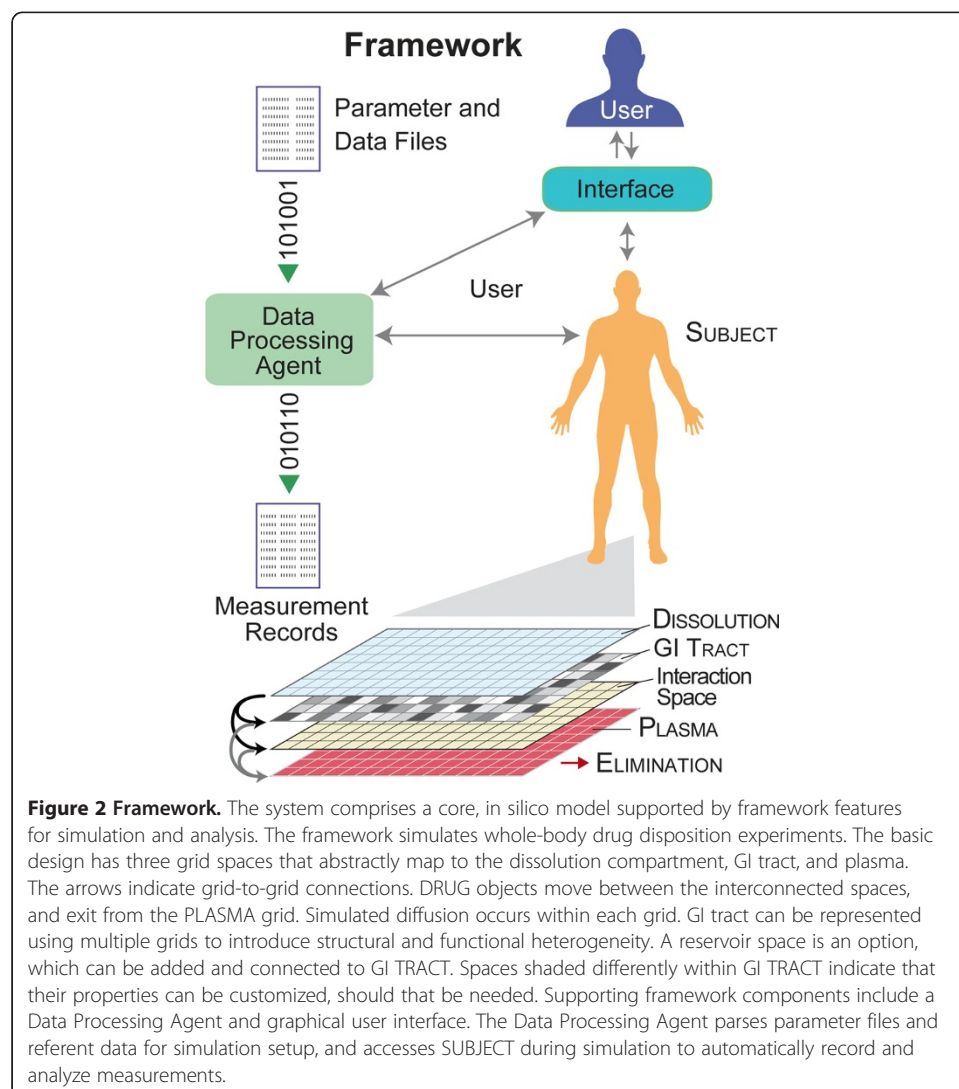 Framework
User
Parameter and
Data Files
Interface
101001
User
Data
Processing
Agent
SUBJECT
010110
Measurement
Records
DISSOLUTION
GI TRACT
Interaction
Space
PLASMA
ELIMINATION
Figure 2 Framework. The system comprises a core, in silico model supported by framework features
for simulation and analysis. The framework simulates whole-body drug disposition experiments. The basic
design has three grid spaces that abstractly map to the dissolution compartment, GI tract, and plasma.
The arrows indicate grid-to-grid connections. DRUG objects move between the interconnected spaces,
and exit from the PLASMA grid. Simulated diffusion occurs within each grid. GI tract can be represented
using multiple grids to introduce structural and functional heterogeneity. A reservoir space is an option,
which can be added and connected to GI TRACT. Spaces shaded differently within GI TRACT indicate that
their properties can be customized, should that be needed. Supporting framework components include a
Data Processing Agent and graphical user interface. The Data Processing Agent parses parameter files and
referent data for simulation setup, and accesses SUBJECT during simulation to automatically record and
analyze measurements.